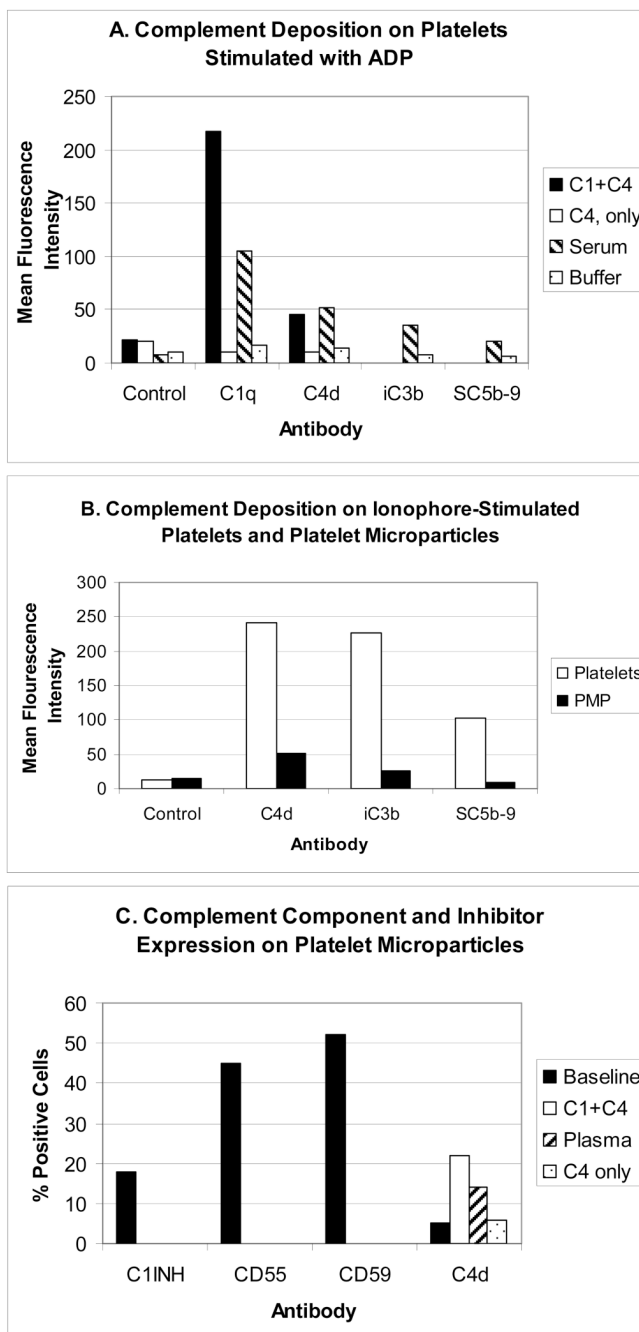 A. Complement Deposition on Platelets
Stimulated with ADP
Mean Fluorescence
Intensity
250
200
150
100
50
0
Control
C1q
C4d
iC3b
SC5b-9
Antibody
C1+C4
C4, only
Serum
Buffer
B. Complement Deposition on Ionophore-Stimulated
Platelets and Platelet Microparticles
Mean Flourescence
Intensity
300
250
200
150
100
50
0
Control
C4d
iC3b
SC5b-9
Antibody
Platelets
PMP
C. Complement Component and Inhibitor
Expression on Platelet Microparticles
% Positive Cells
60
50
40
30
20
10
0
C1INH
CD55
CD59
C4d
Antibody
Baseline
C1+C4
Plasma
C4 only